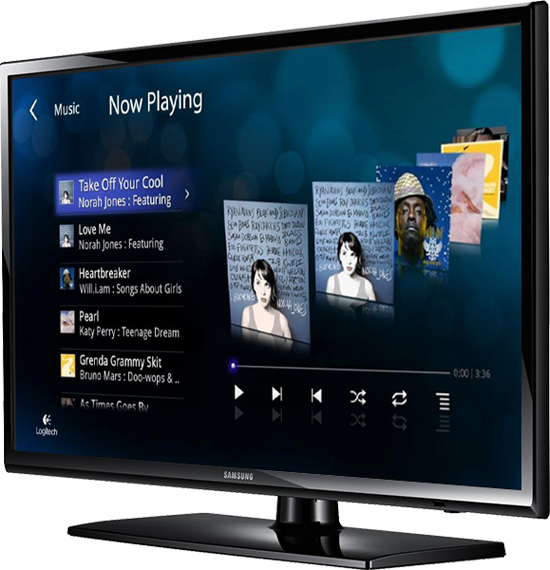 Music
Now Playing
Take Off Your Cool
Norah Jones : Featuring
Love Me
Norah Jones : Featuring
Heartbreaker
Will.i.am : Songs About Girls
Pearl
Katy Perry : Teenage Dream
Grenda Grammy Skit
Bruno Mars : Doo-wops & ..
As Times Goes By
0:00 | 3:36
Logitech
SAMSUNG